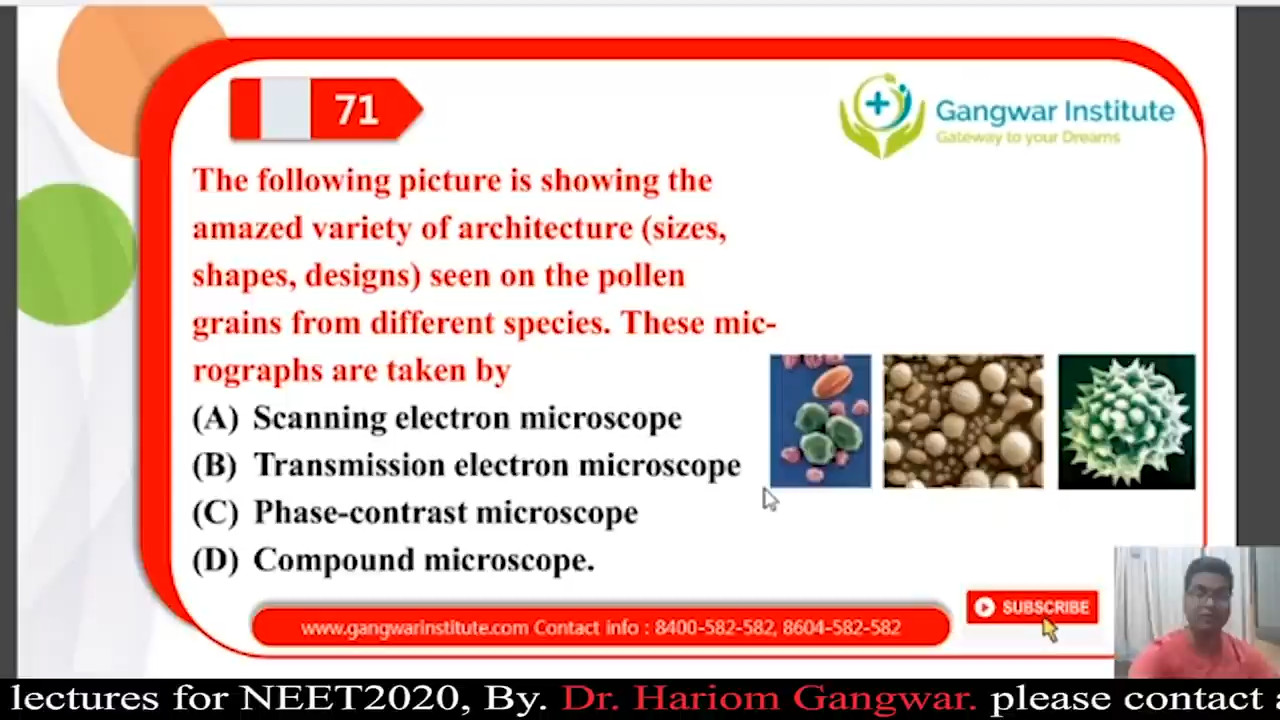 71
Gangwar Institute
Gateway to your Dreams
The following picture is showing the
amazed variety of architecture (sizes,
shapes, designs) seen on the pollen
grains from different species. These mic-
rographs are taken by
(A) Scanning electron microscope
(B) Transmission electron microscope
(C) Phase-contrast microscope
(D) Compound microscope.
SUBSCRIBE
www.gangwarinstitute.com Contact info : 8400-582-582, 8604-582-582
lectures for NEET2020, By. Dr. Hariom Gangwar. please contact